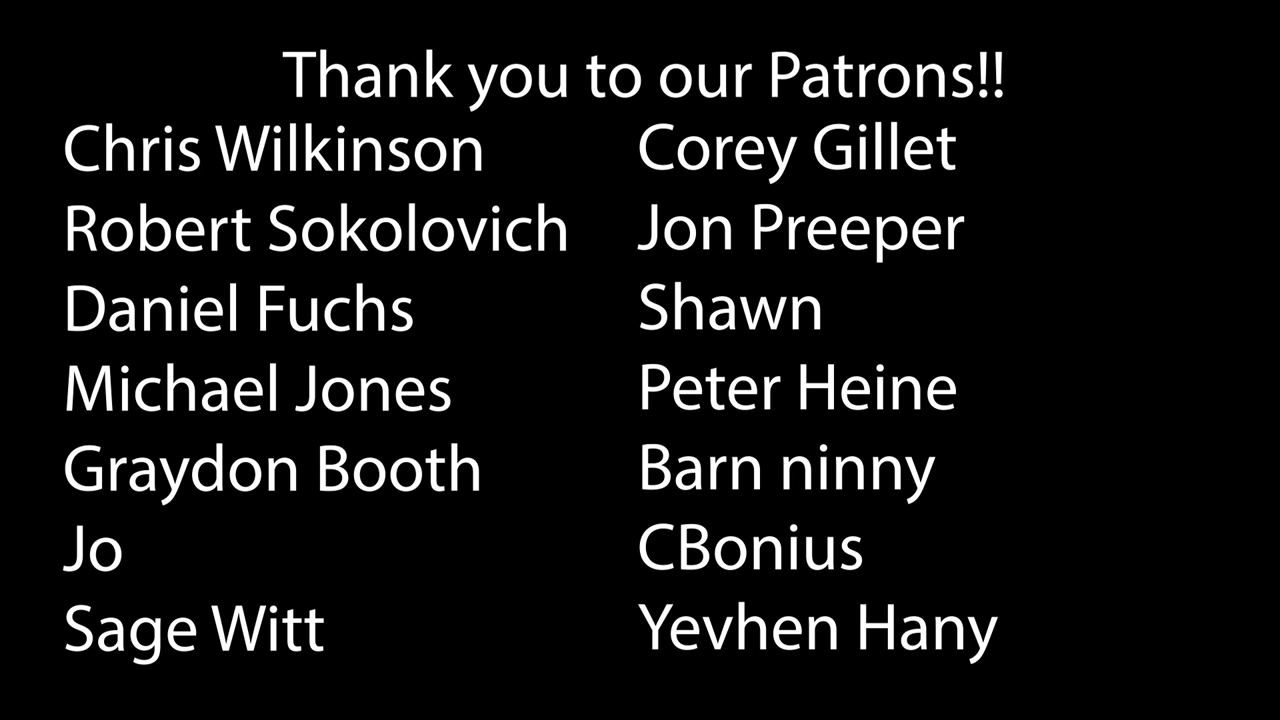 Thank you to our Patrons!!
Chris Wilkinson
Robert Sokolovich
Daniel Fuchs
Michael Jones
Graydon Booth
Jo
Sage Witt
Corey Gillet
Jon Preeper
Shawn
Peter Heine
Barn ninny
CBonius
Yevhen Hany